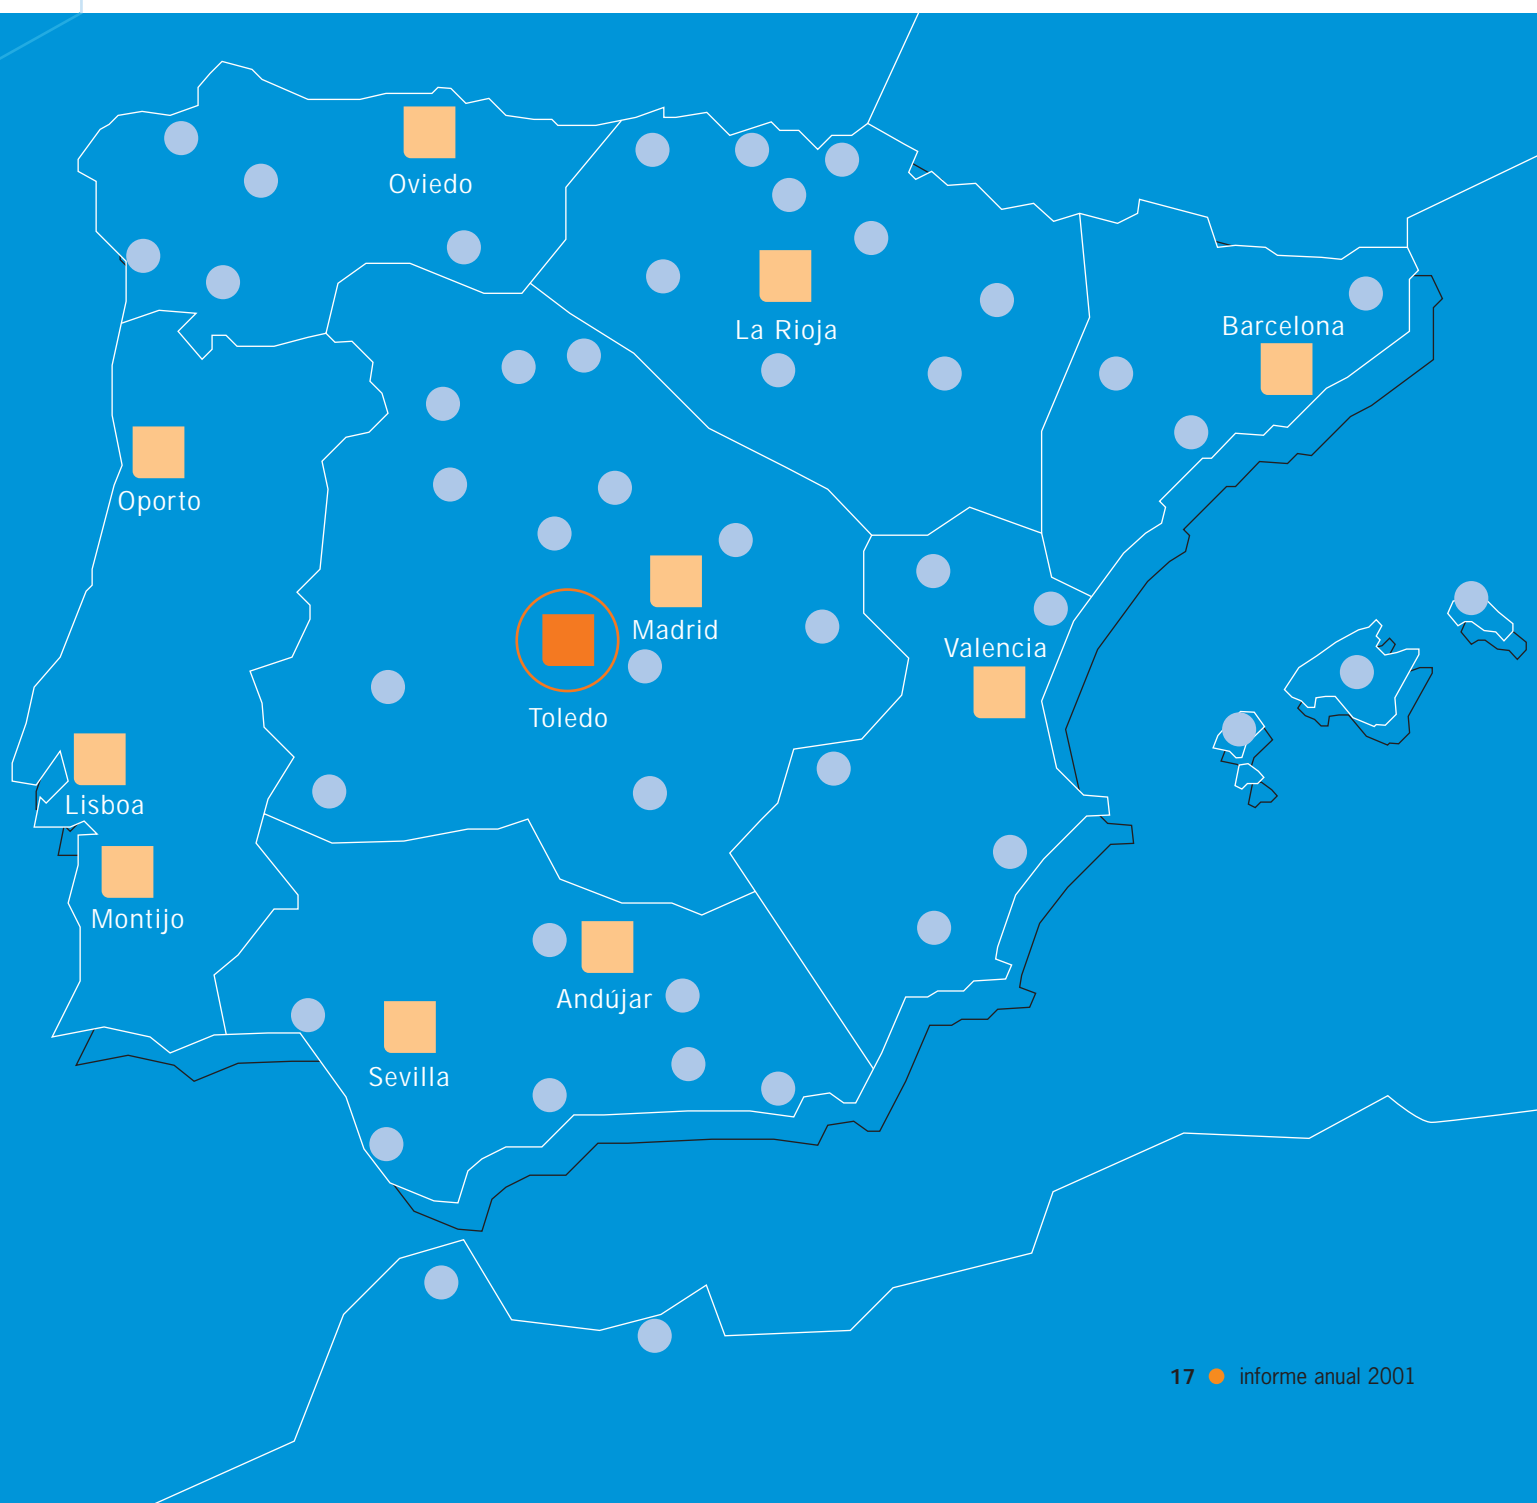 Oviedo
La Rioja
Barcelona
Oporto
Madrid
Valencia
Toledo
Lisboa
Montijo
Andújar
Sevilla
17 informe anual 2001